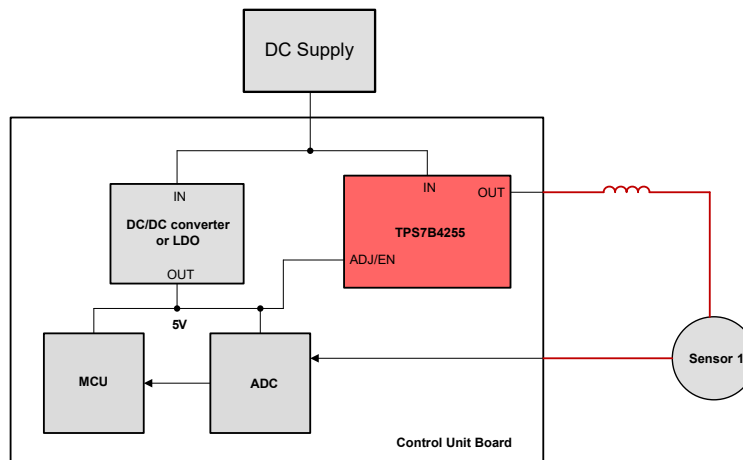 DC Supply
IN
IN
OUT
DC/DC converter
or LDO
TPS7B4255
ADJ/EN
OUT
5V
MCU
ADC
Sensor 1
Control Unit Board